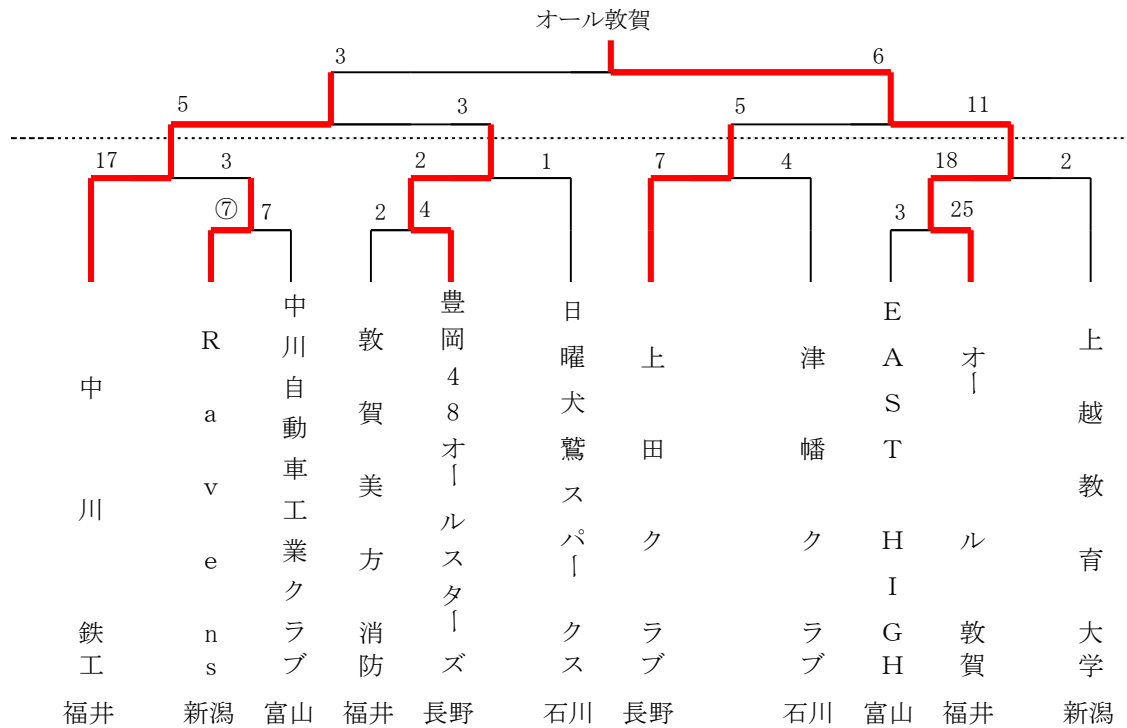 オール敦賀
3
6
5
3
5
11
17
3
2
1
7
4
18
2
⑦
7
2
4
3
25
中川鉄工
Ravens
中川自動車工業クラブ
敦賀美方消防
豊岡48オールスターズ
日曜犬鷲スパークス
上田クラブ
津幡クラブ
EAST HIGH
オール敦賀
上越教育大学
福井
新潟
富山
福井
長野
石川
長野
石川
富山
福井
新潟